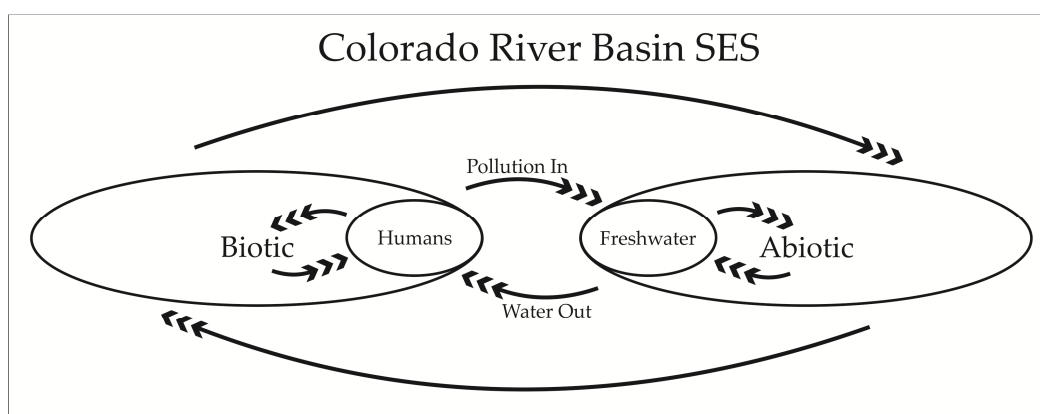 Colorado River Basin SES
Pollution In
Biotic
Humans
Freshwater
Abiotic
Water Out